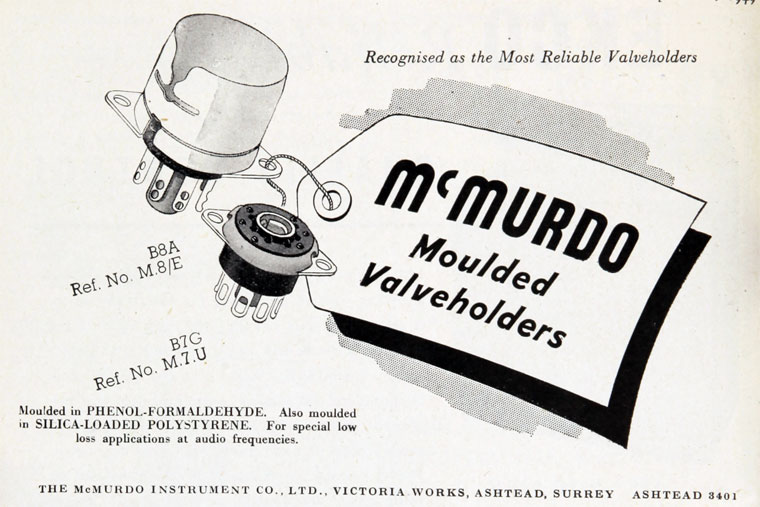 Recognised as the Most Reliable Valveholders
McMURDO
Moulded
Valveholders
B8A
Ref. No. M.8/E
B7G
Ref. No. M.7.U
Moulded in PHENOL-FORMALDEHYDE. Also moulded
in SILICA-LOADED POLYSTYRENE. For special low
loss applications at audio frequencies.
THE McMURDO INSTRUMENT CO., LTD., VICTORIA WORKS, ASHTEAD, SURREY ASHTEAD 3401